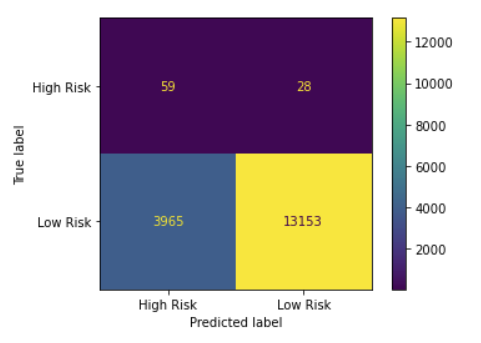 12000
10000
8000
6000
4000
2000
True label
High Risk
Low Risk
59 28
3965 13153
High Risk Low Risk
Predicted label